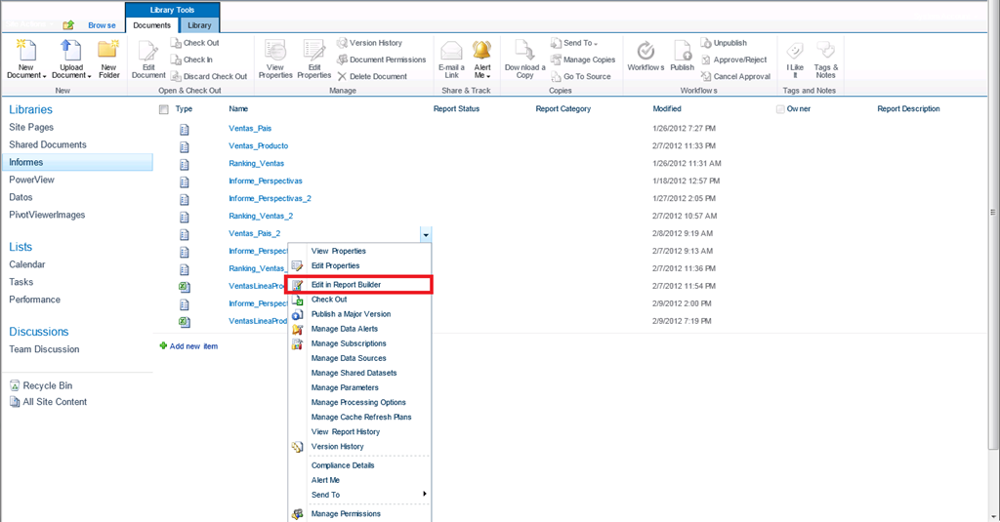 Library Tools
Browse
Documents
Library
New Document
Upload Document
New Folder
New
Edit Document
Check Out
Check In
Discard Check Out
Open & Check Out
View Properties
Edit Properties
Version History
Document Permissions
Delete Document
Manage
E-mail a Link
Alert Me
Share & Track
Download a Copy
Send To
Manage Copies
Go To Source
Copies
Workflows
Publish
Unpublish
Approve/Reject
Cancel Approval
Workflows
I Like It
Tags & Notes
Tags and Notes
Libraries
Site Pages
Shared Documents
Informes
PowerView
Datos
PivotViewerImages
Lists
Calendar
Tasks
Performance
Discussions
Team Discussion
Recycle Bin
All Site Content
Type Name Report Status Report Category Modified Owner Report Description
Ventas_Pais 1/26/2012 7:27 PM
Ventas_Producto 2/7/2012 11:33 PM
Ranking_Ventas 1/26/2012 11:31 AM
Informe_Perspectivas 1/18/2012 12:57 PM
Informe_Perspectivas_2 1/27/2012 2:05 PM
Ranking_Ventas_2 2/7/2012 10:57 AM
Ventas_Pais_2 2/8/2012 9:19 AM
Informe_Perspect 2/7/2012 9:13 AM
Ranking_Ventas_ 2/7/2012 11:36 PM
VentasLineaProd 2/7/2012 11:54 PM
Informe_Perspect 2/9/2012 2:00 PM
VentasLineaProd 2/9/2012 7:19 PM
Add new item
View Properties
Edit Properties
Edit in Report Builder
Check Out
Publish a Major Version
Manage Data Alerts
Manage Subscriptions
Manage Data Sources
Manage Shared Datasets
Manage Parameters
Manage Processing Options
Manage Cache Refresh Plans
View Report History
Version History
Compliance Details
Alert Me
Send To
Manage Permissions